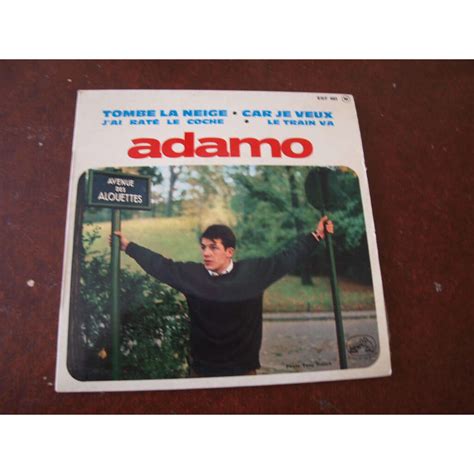 TOMBE LA NEIGE • CAR JE VEUX
J'AI RATÉ LE COCHE • LE TRAIN VA
adamo
AVENUE
DES
ALOUETTES